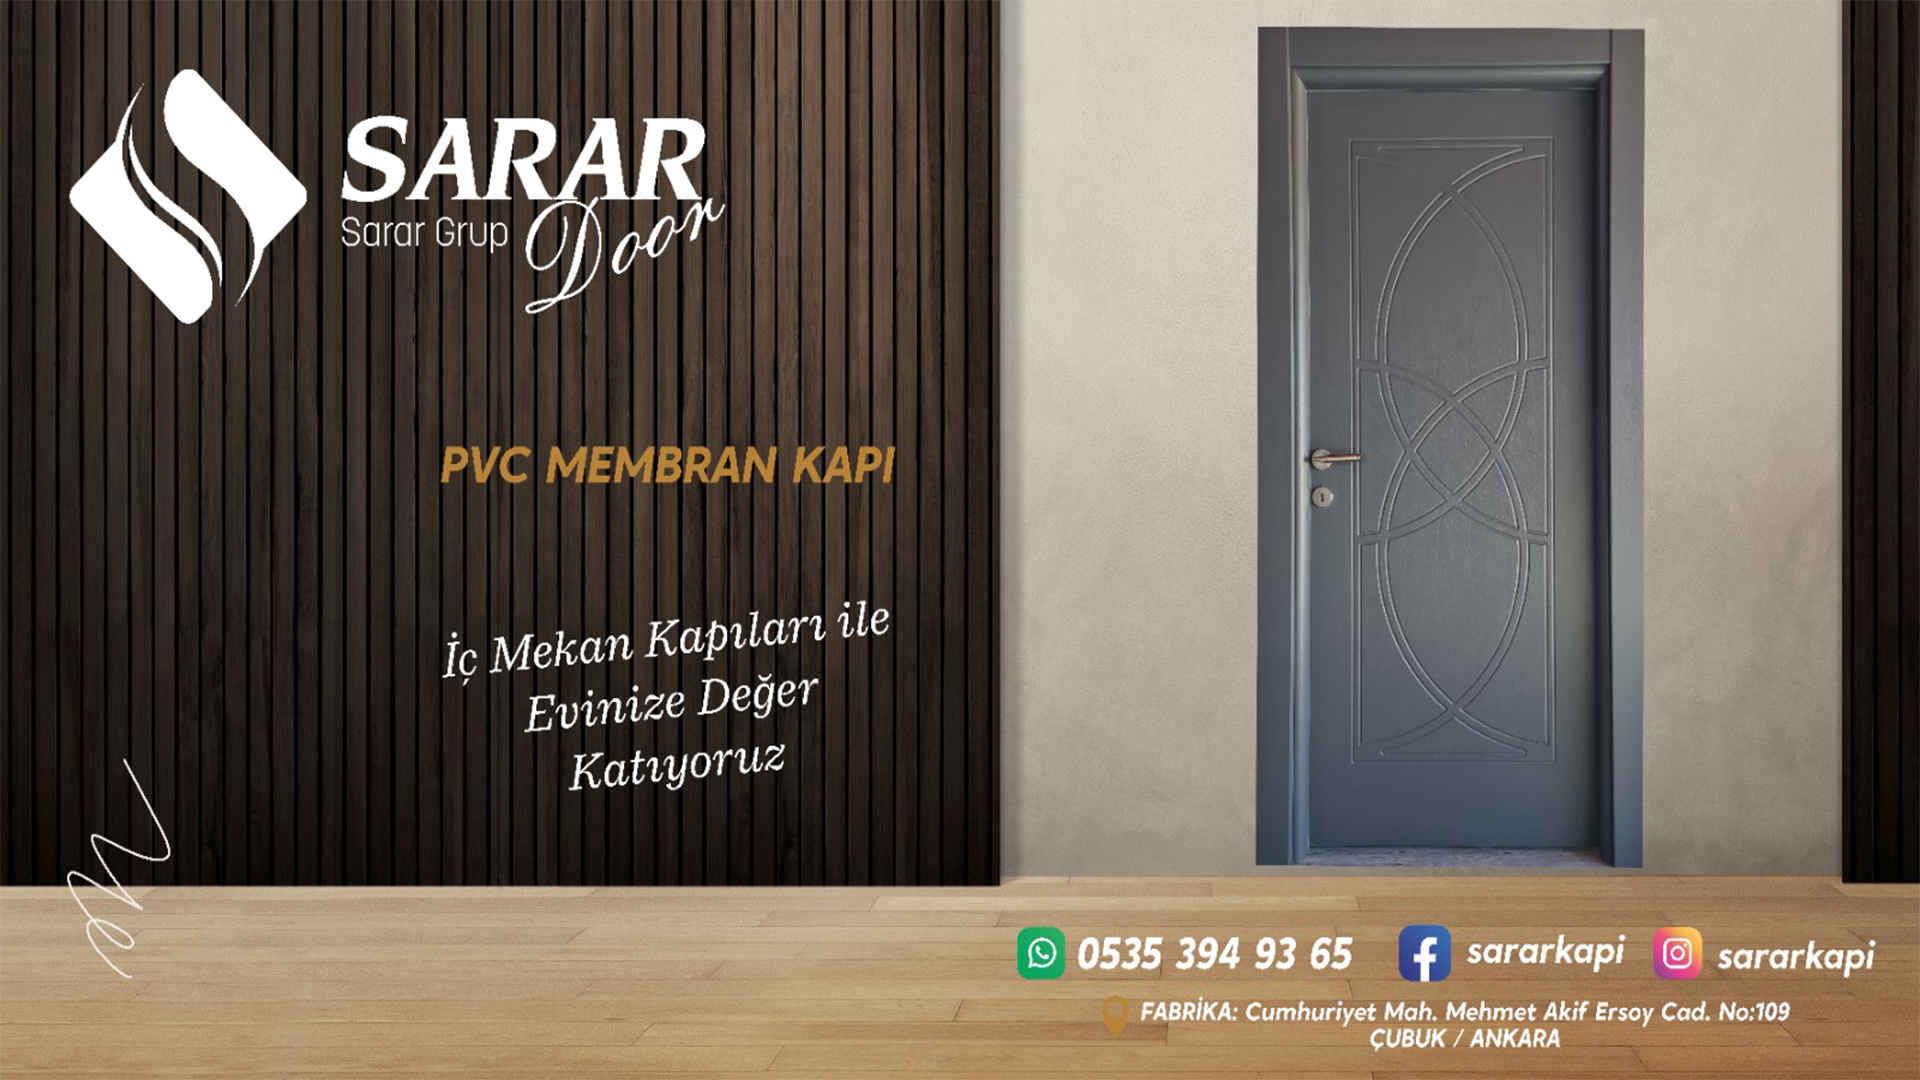 SARAR
Sarar Grup Door
PVC MEMBRAN KAPI
İç Mekan Kapıları ile
Evinize Değer
Katıyoruz
0535 394 93 65 sararkapi sararkapi
FABRİKA: Cumhuriyet Mah. Mehmet Akif Ersoy Cad. No:109
ÇUBUK / ANKARA